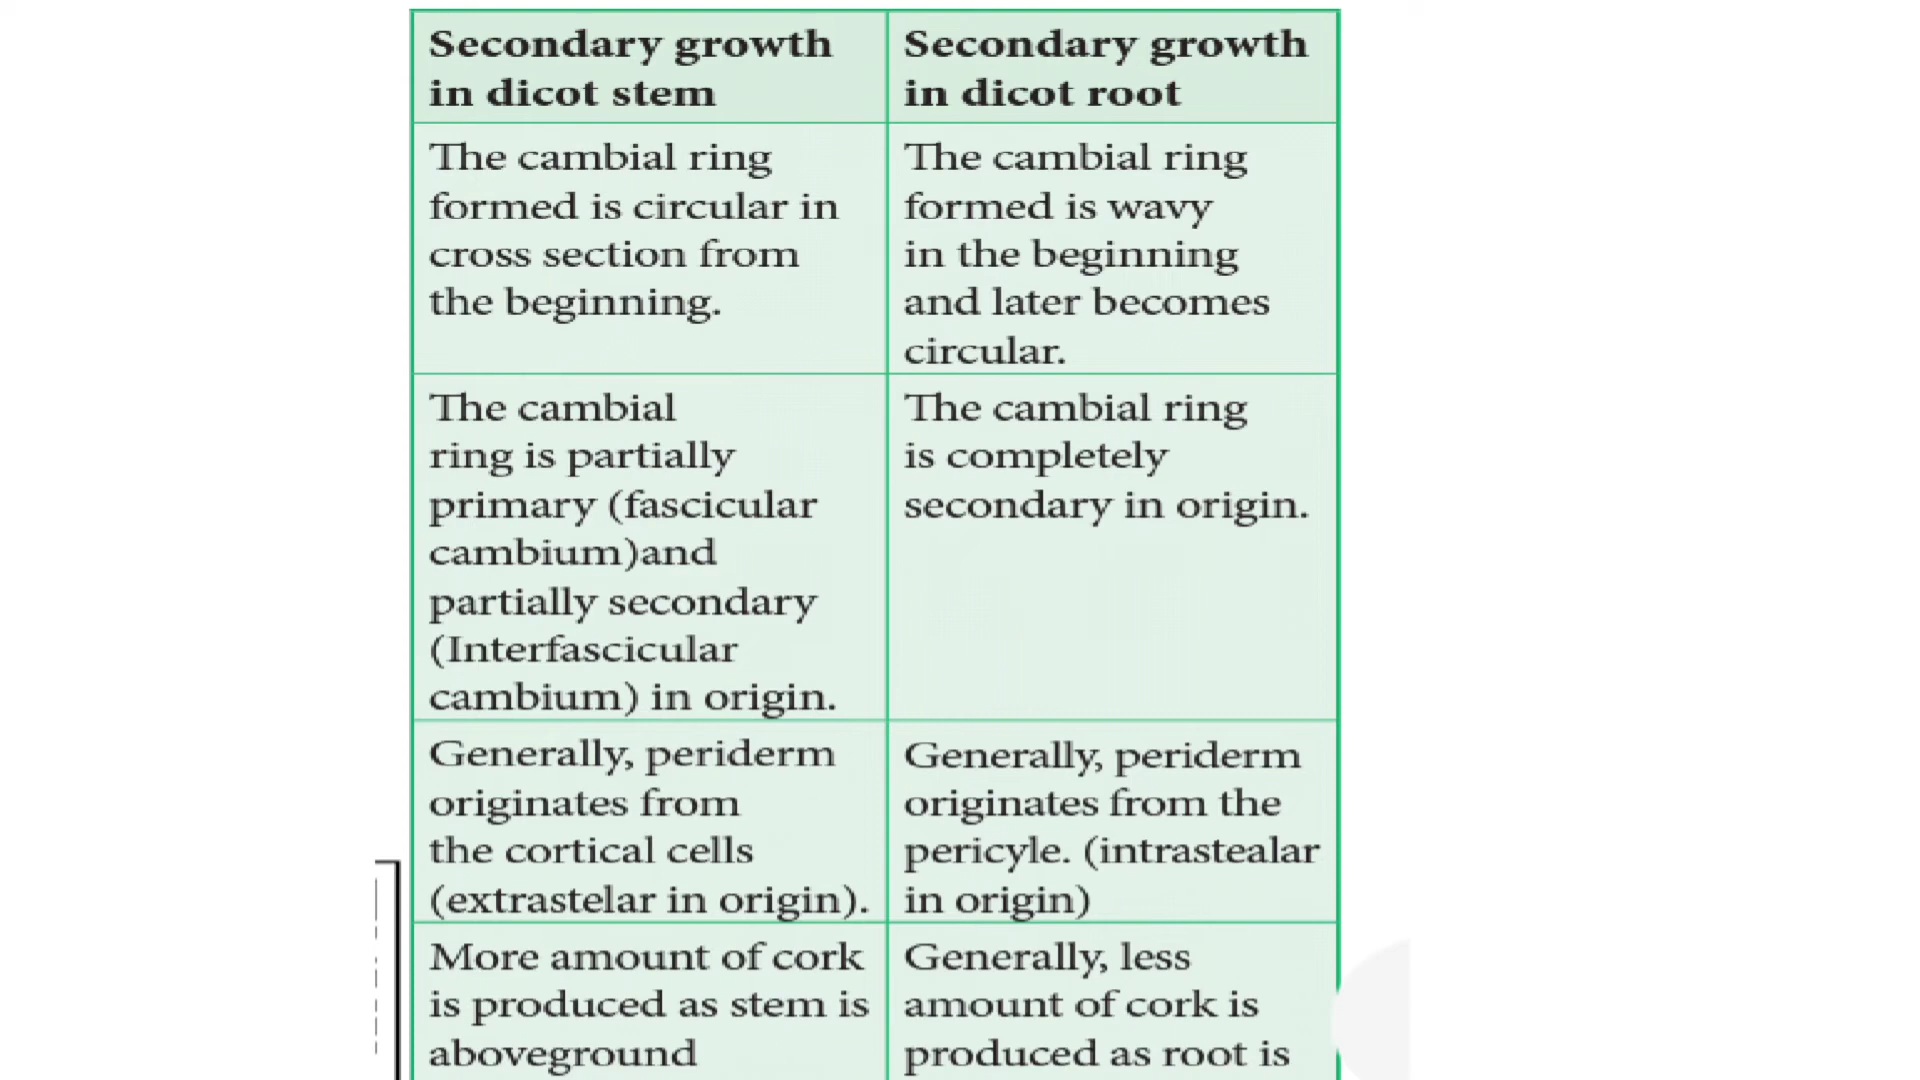 Secondary growth
in dicot stem
Secondary growth
in dicot root
The cambial ring
formed is circular in
cross section from
the beginning.
The cambial ring
formed is wavy
in the beginning
and later becomes
circular.
The cambial
ring is partially
primary (fascicular
cambium)and
partially secondary
(Interfascicular
cambium) in origin.
The cambial ring
is completely
secondary in origin.
Generally, periderm
originates from
the cortical cells
(extrastelar in origin).
Generally, periderm
originates from the
pericyle. (intrastealar
in origin)
More amount of cork
is produced as stem is
aboveground
Generally, less
amount of cork is
produced as root is